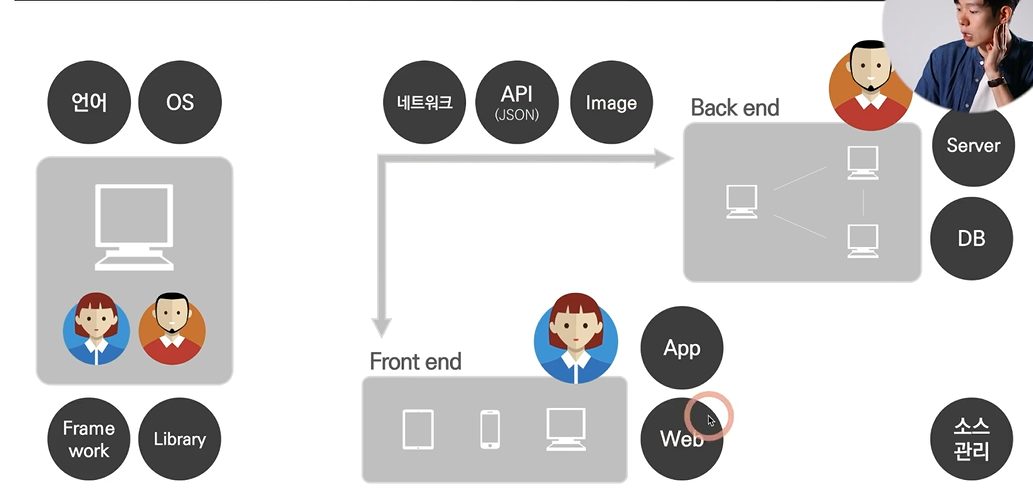 언어
OS
네트워크
API
(JSON)
Image
Back end
Server
DB
Front end
App
Web
Frame
work
Library
소스
관리